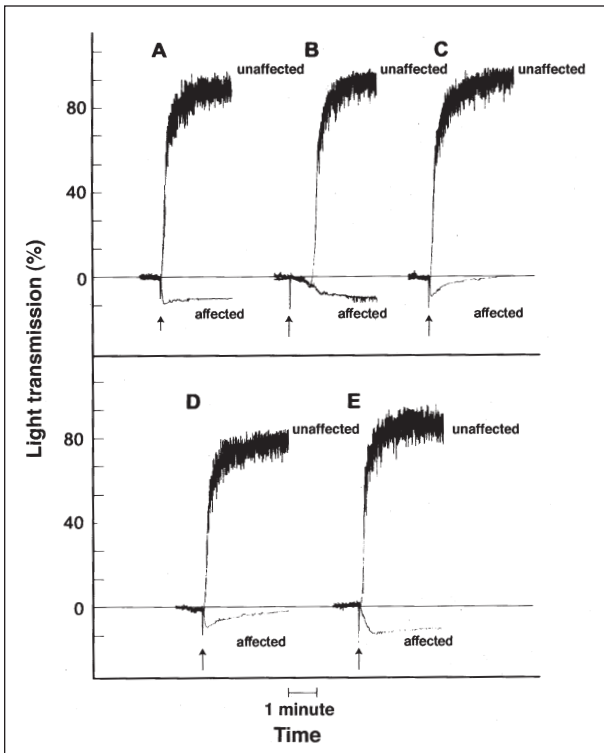 A
B
C
unaffected
unaffected
unaffected
80
40
0
affected
affected
affected
Light transmission (%)
D
E
unaffected
unaffected
80
40
0
affected
affected
1 minute
Time